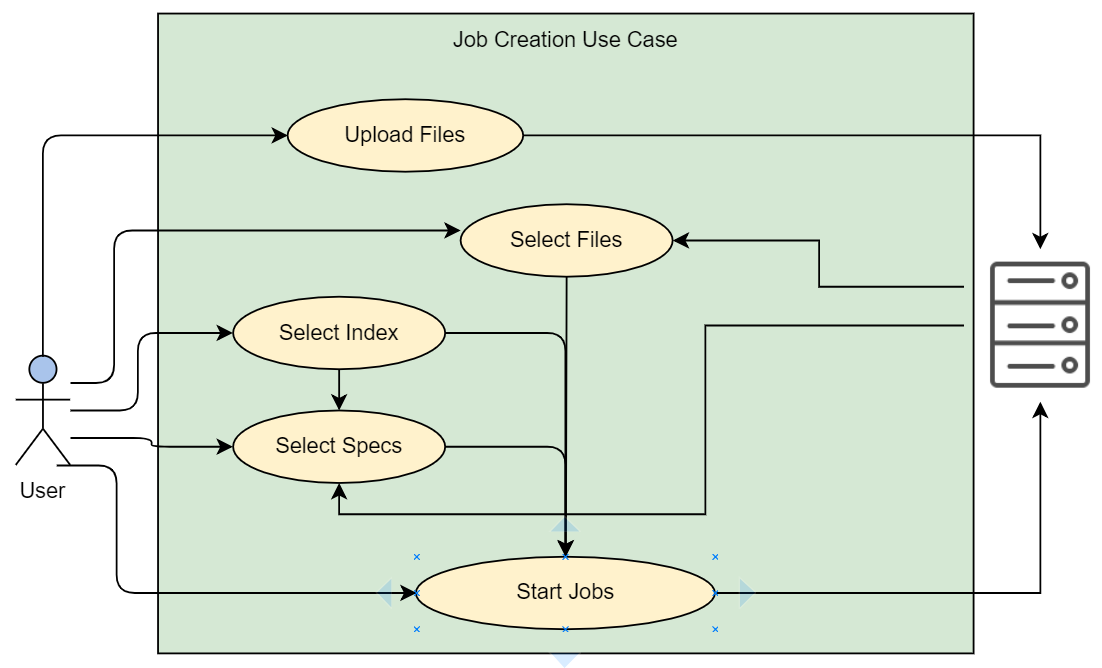 Job Creation Use Case
Upload Files
Select Files
Select Index
Select Specs
User
Start Jobs